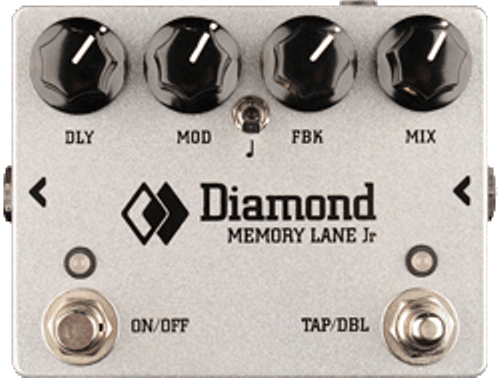 DLY MOD FBK MIX
Diamond
MEMORY LANE Jr
ON/OFF TAP/DBL